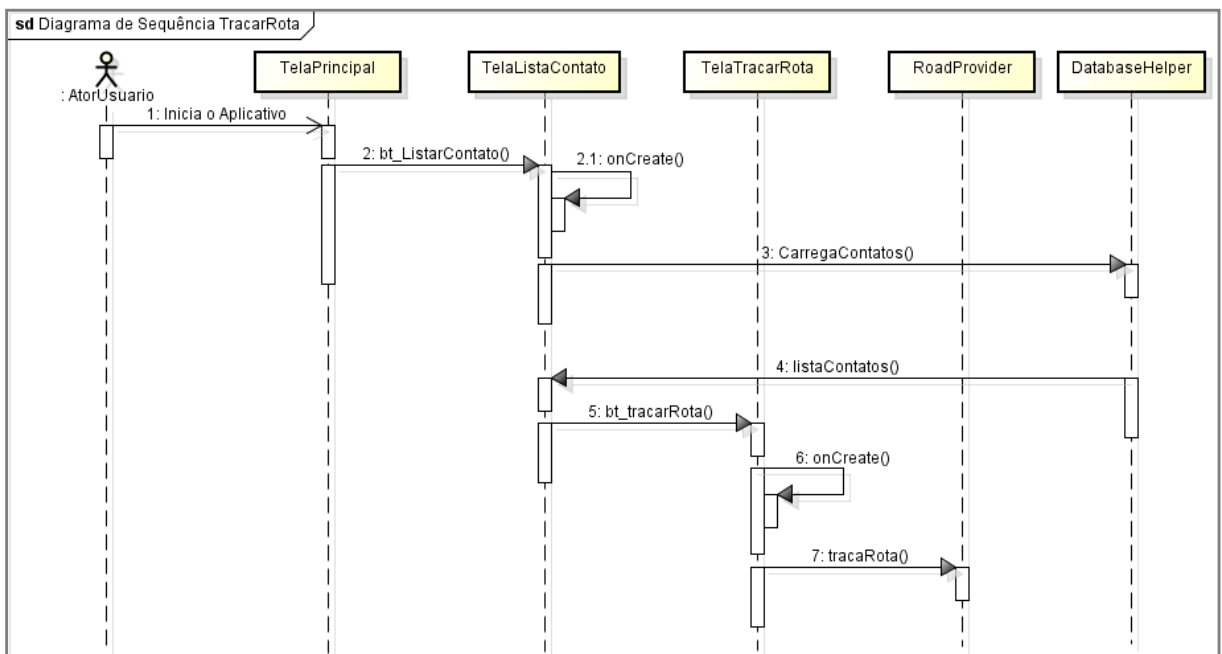 sd Diagrama de Sequência TracarRota
: AtorUsuario
TelaPrincipal
TelaListaContato
TelaTracarRota
RoadProvider
DatabaseHelper
1: Inicia o Aplicativo
2: bt_ListarContato()
2.1: onCreate()
3: CarregaContatos()
4: listaContatos()
5: bt_tracarRota()
6: onCreate()
7: tracaRota()